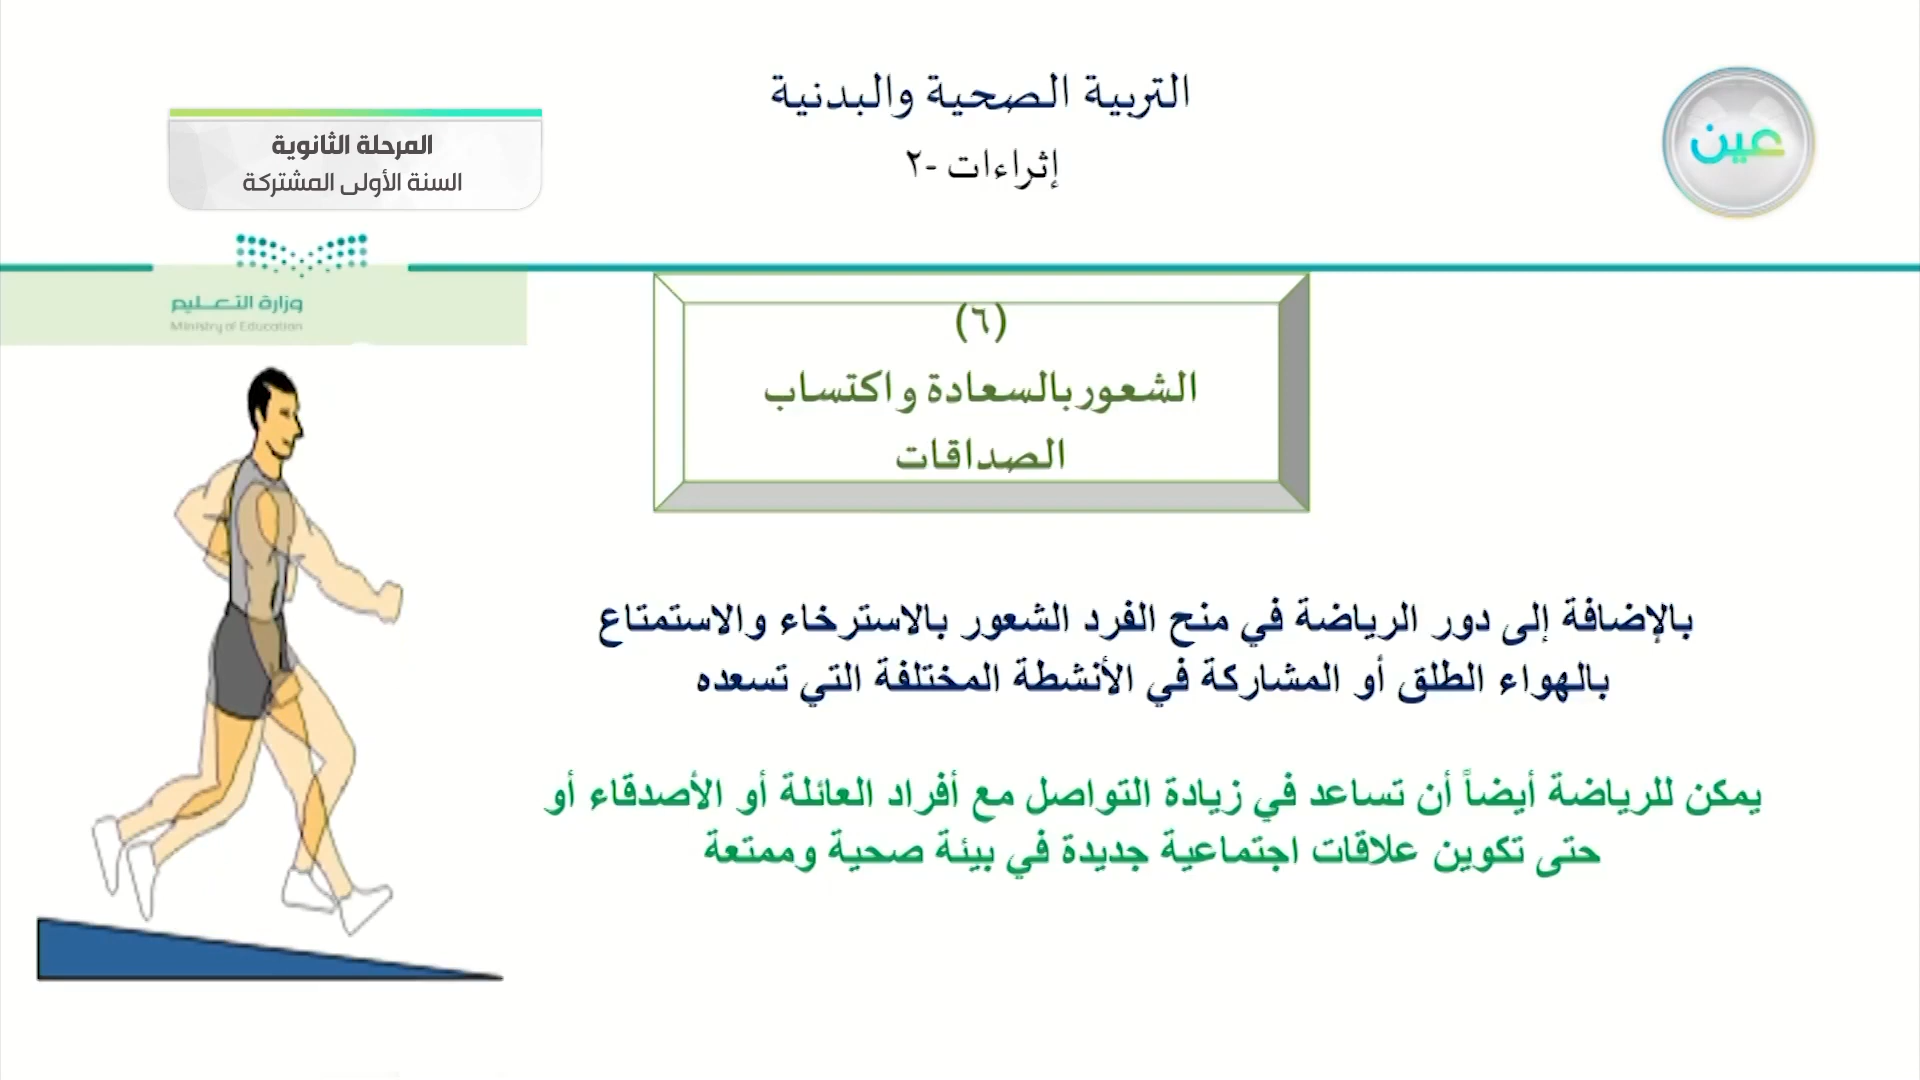 التربية الصحية والبدنية
إثراءات -٢
عين
المرحلة الثانوية
السنة الأولى المشتركة
وزارة التعليم
Ministry of Education
(٦)
الشعور بالسعادة و اكتساب
الصداقات
بالإضافة إلى دور الرياضة في منح الفرد الشعور بالاسترخاء والاستمتاع
بالهواء الطلق أو المشاركة في الأنشطة المختلفة التي تسعده
يمكن للرياضة أيضاً أن تساعد في زيادة التواصل مع أفراد العائلة أو الأصدقاء أو
حتى تكوين علاقات اجتماعية جديدة في بيئة صحية وممتعة